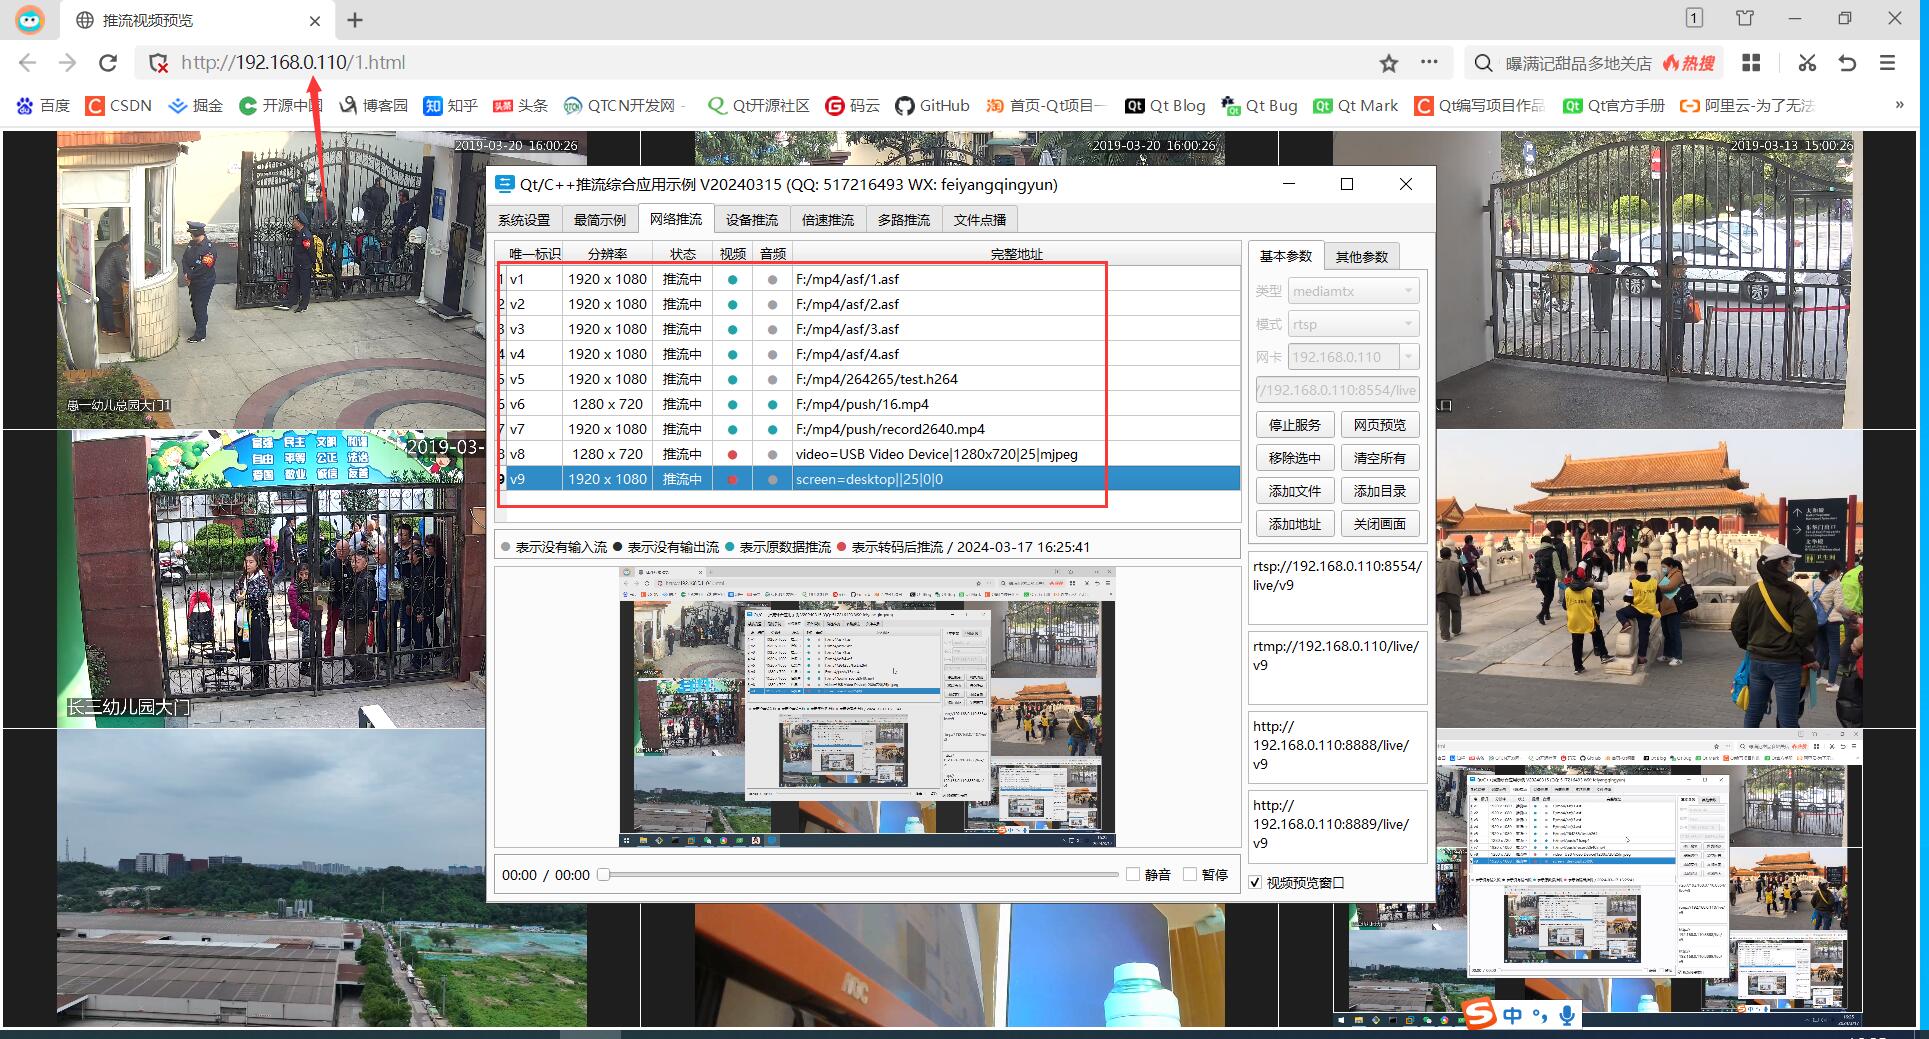 推流视频预览
1
http://192.168.0.110/1.html
曝满记甜品多地关店 热搜
百度 CSDN 掘金 开源中国 博客园 知乎 头条 QTCN开发网 - Qt开源社区 码云 GitHub 首页-Qt项目一 Qt Blog Qt Bug Qt Mark Qt编写项目作品 Qt官方手册 阿里云-为了无法
2019-03-20 16:00:26
2019-03-20 16:00:26
2019-03-13 15:00:26
Qt/C++推流综合应用示例 V20240315 (QQ: 517216493 WX: feiyangqingyun)
系统设置 最简示例 网络推流 设备推流 倍速推流 多路推流 文件点播
唯一标识 分辨率 状态 视频 音频 完整地址
1 v1 1920 x 1080 推流中 F:/mp4/asf/1.asf
2 v2 1920 x 1080 推流中 F:/mp4/asf/2.asf
3 v3 1920 x 1080 推流中 F:/mp4/asf/3.asf
4 v4 1920 x 1080 推流中 F:/mp4/asf/4.asf
5 v5 1920 x 1080 推流中 F:/mp4/264265/test.h264
6 v6 1280 x 720 推流中 F:/mp4/push/16.mp4
7 v7 1920 x 1080 推流中 F:/mp4/push/record2640.mp4
8 v8 1280 x 720 推流中 video=USB Video Device|1280x720|25|mjpeg
9 v9 1920 x 1080 推流中 screen=desktop||25|0|0
表示没有输入流 表示没有输出流 表示原数据推流 表示转码后推流 / 2024-03-17 16:25:41
00:00 / 00:00 静音 暂停
基本参数 其他参数
类型 mediamtx
模式 rtsp
网卡 192.168.0.110
//192.168.0.110:8554/live
停止服务 网页预览
移除选中 清空所有
添加文件 添加目录
添加地址 关闭画面
rtsp://192.168.0.110:8554/
live/v9
rtmp://192.168.0.110/live/
v9
http://
192.168.0.110:8888/live/
v9
http://
192.168.0.110:8889/live/
v9
视频预览窗口
幼儿总园大门1
2019-03-
富强 民主 文明 和谐
自由 平等 公正 法治
爱国 敬业 诚信 友善
长三幼儿园大门
口
中